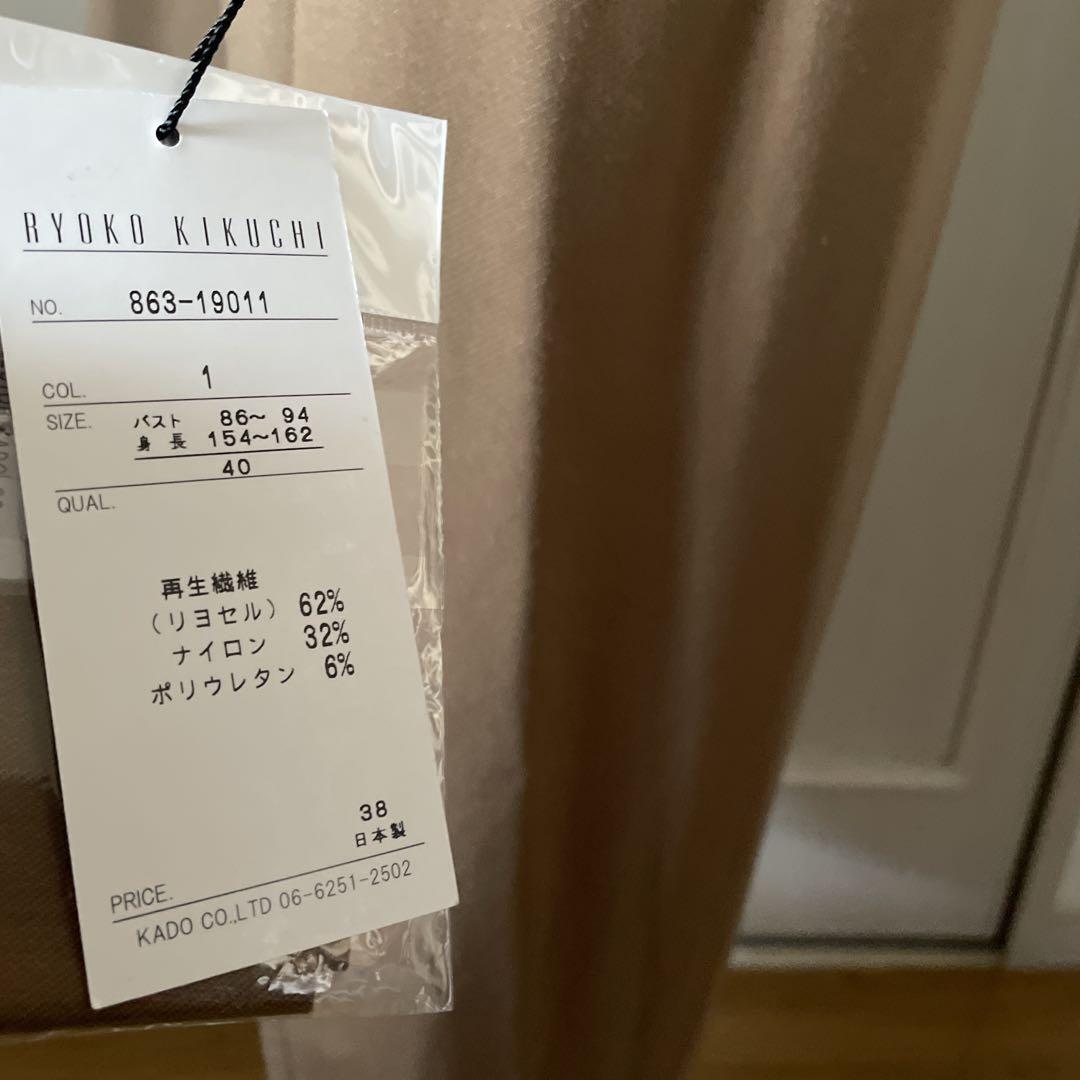 RYOKO KIKUCHI
NO. 863-19011
COL. 1
SIZE. バスト 86~ 94
身 長 154~162
40
QUAL.
再生繊維
(リヨセル) 62%
ナイロン 32%
ポリウレタン 6%
38
日本製
PRICE.
KADO CO.,LTD 06-6251-2502